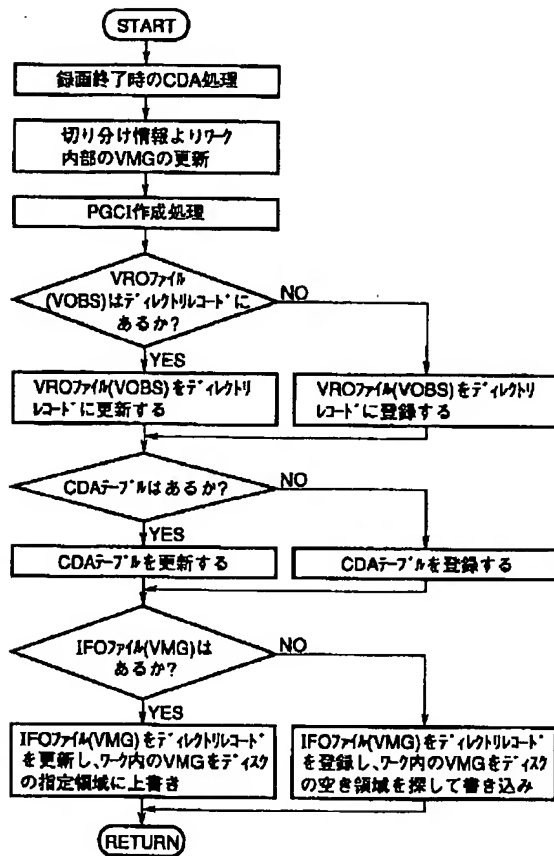 START
録画終了時のCDA処理
切り分け情報よりワーク
内部のVMGの更新
PGCI作成処理
VROファイル
(VOBS)はディレクトリレコードに
あるか?
NO
YES
VROファイル(VOBS)をディレクトリ
レコードに更新する
VROファイル(VOBS)をディレクトリ
レコードに登録する
CDAテーブルはあるか?
NO
YES
CDAテーブルを更新する
CDAテーブルを登録する
IFOファイル(VMG)は
あるか?
NO
YES
IFOファイル(VMG)をディレクトリレコード
を更新し、ワーク内のVMGをディスク
の指定領域に上書き
IFOファイル(VMG)をディレクトリレコード
を登録し、ワーク内のVMGをディスク
の空き領域を探して書き込み
RETURN